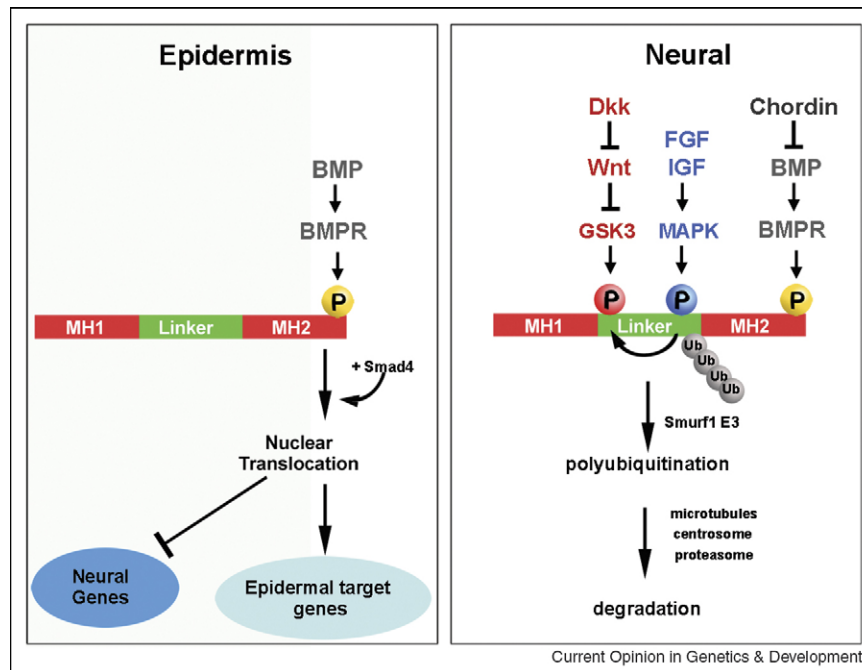 Epidermis
BMP
BMPR
P
MH1 Linker MH2
+ Smad4
Nuclear
Translocation
Neural
Genes
Epidermal target
genes
Neural
Dkk
Wnt
GSK3
FGF
IGF
MAPK
Chordin
BMP
BMPR
P P P
MH1 Linker MH2
Ub
Ub
Ub
Ub
Smurf1 E3
polyubiquitination
microtubules
centrosome
proteasome
degradation
Current Opinion in Genetics & Development